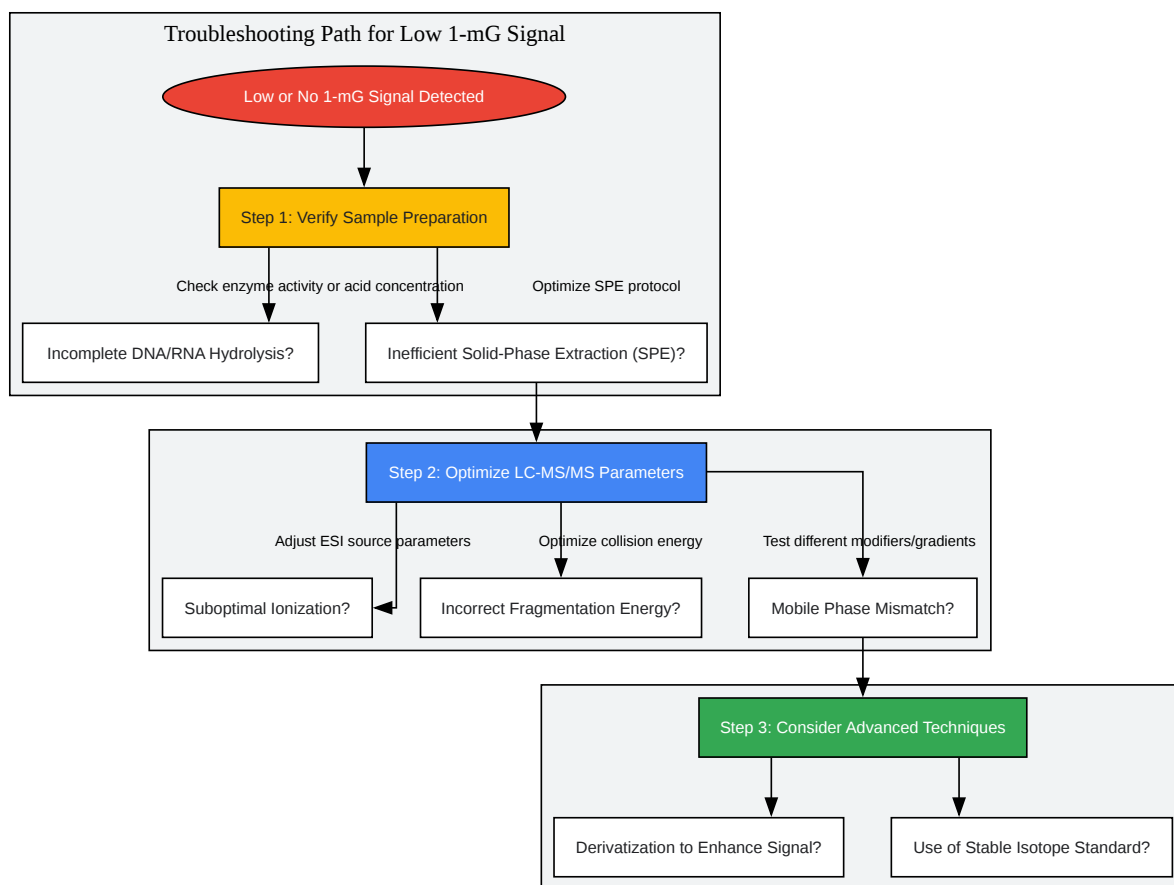 Troubleshooting Path for Low 1-mG Signal
Low or No 1-mG Signal Detected
Step 1: Verify Sample Preparation
Check enzyme activity or acid concentration
Optimize SPE protocol
Incomplete DNA/RNA Hydrolysis?
Inefficient Solid-Phase Extraction (SPE)?
Step 2: Optimize LC-MS/MS Parameters
Adjust ESI source parameters
Optimize collision energy
Test different modifiers/gradients
Suboptimal Ionization?
Incorrect Fragmentation Energy?
Mobile Phase Mismatch?
Step 3: Consider Advanced Techniques
Derivatization to Enhance Signal?
Use of Stable Isotope Standard?